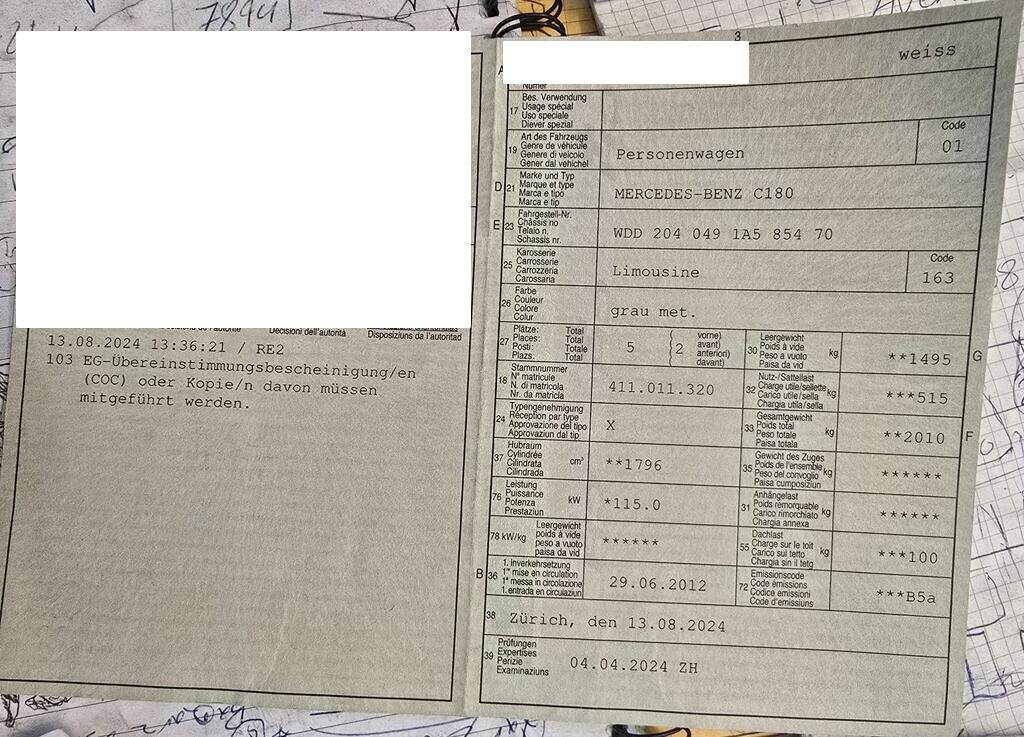 78941
3
weiss
A
Numer
17 Bes. Verwendung
Usage spécial
Uso speciale
Diever spezial
19 Art des Fahrzeugs
Genre de véhicule
Genere di veicolo
Gener dal vehichel
Personenwagen
Code
01
D 21 Marke und Typ
Marque et type
Marca e tipo
Marca e tip
MERCEDES-BENZ C180
E 23 Fahrgestell-Nr.
Châssis no
Telaio n.
Schassis nr.
WDD 204 049 1A5 854 70
25 Karosserie
Carrosserie
Carrozzeria
Carossaria
Limousine
Code
163
26 Farbe
Couleur
Colore
Colur
grau met.
27 Plätze: Total
Places: Total
Posti: Totale
Plazs: Total
5
2
vorne)
avant)
anteriori)
davant)
30 Leergewicht
Poids à vide
Peso a vuoto
Paisa da vid
kg
**1495
G
18 Stammnummer
N° matricule
N. di matricola
Nr. da matricla
411.011.320
32 Nutz-/Sattellast
Charge utile/sellette
Carico utile/sella
Chargia utila/sella
kg
***515
24 Typengenehmigung
Réception par type
Approvazione del tipo
Approvaziun dal tip
X
33 Gesamtgewicht
Poids total
Peso totale
Paisa totala
kg
**2010
F
37 Hubraum
Cylindrée
Cilindrata
Cilindrada
cm³
**1796
35 Gewicht des Zuges
Poids de l'ensemble
Peso del convoglio
Paisa cumposiziun
kg
******
76 Leistung
Puissance
Potenza
Prestaziun
kW
*115.0
31 Anhängelast
Poids remorquable
Carico rimorchiato
Chargia annexa
kg
******
78 kW/kg
Leergewicht
poids à vide
peso a vuoto
paisa da vid
******
55 Dachlast
Charge sur le toit
Carico sul tetto
Chargia sin il tetg
kg
***100
B 36 1. Inverkehrsetzung
1re mise en circulation
1a messa in circolazione
1. entrada en circulaziun
29.06.2012
72 Emissionscode
Code émissions
Codice emissioni
Code d'emissiuns
***B5a
38 Zürich, den 13.08.2024
39 Prüfungen
Expertises
Perizie
Examinaziuns
04.04.2024 ZH
Decisioni dell'autorità
Disposiziuns da l'autoritad
13.08.2024 13:36:21 / RE2
103 EG-Übereinstimmungsbescheinigung/en
(COC) oder Kopie/n davon müssen
mitgeführt werden.